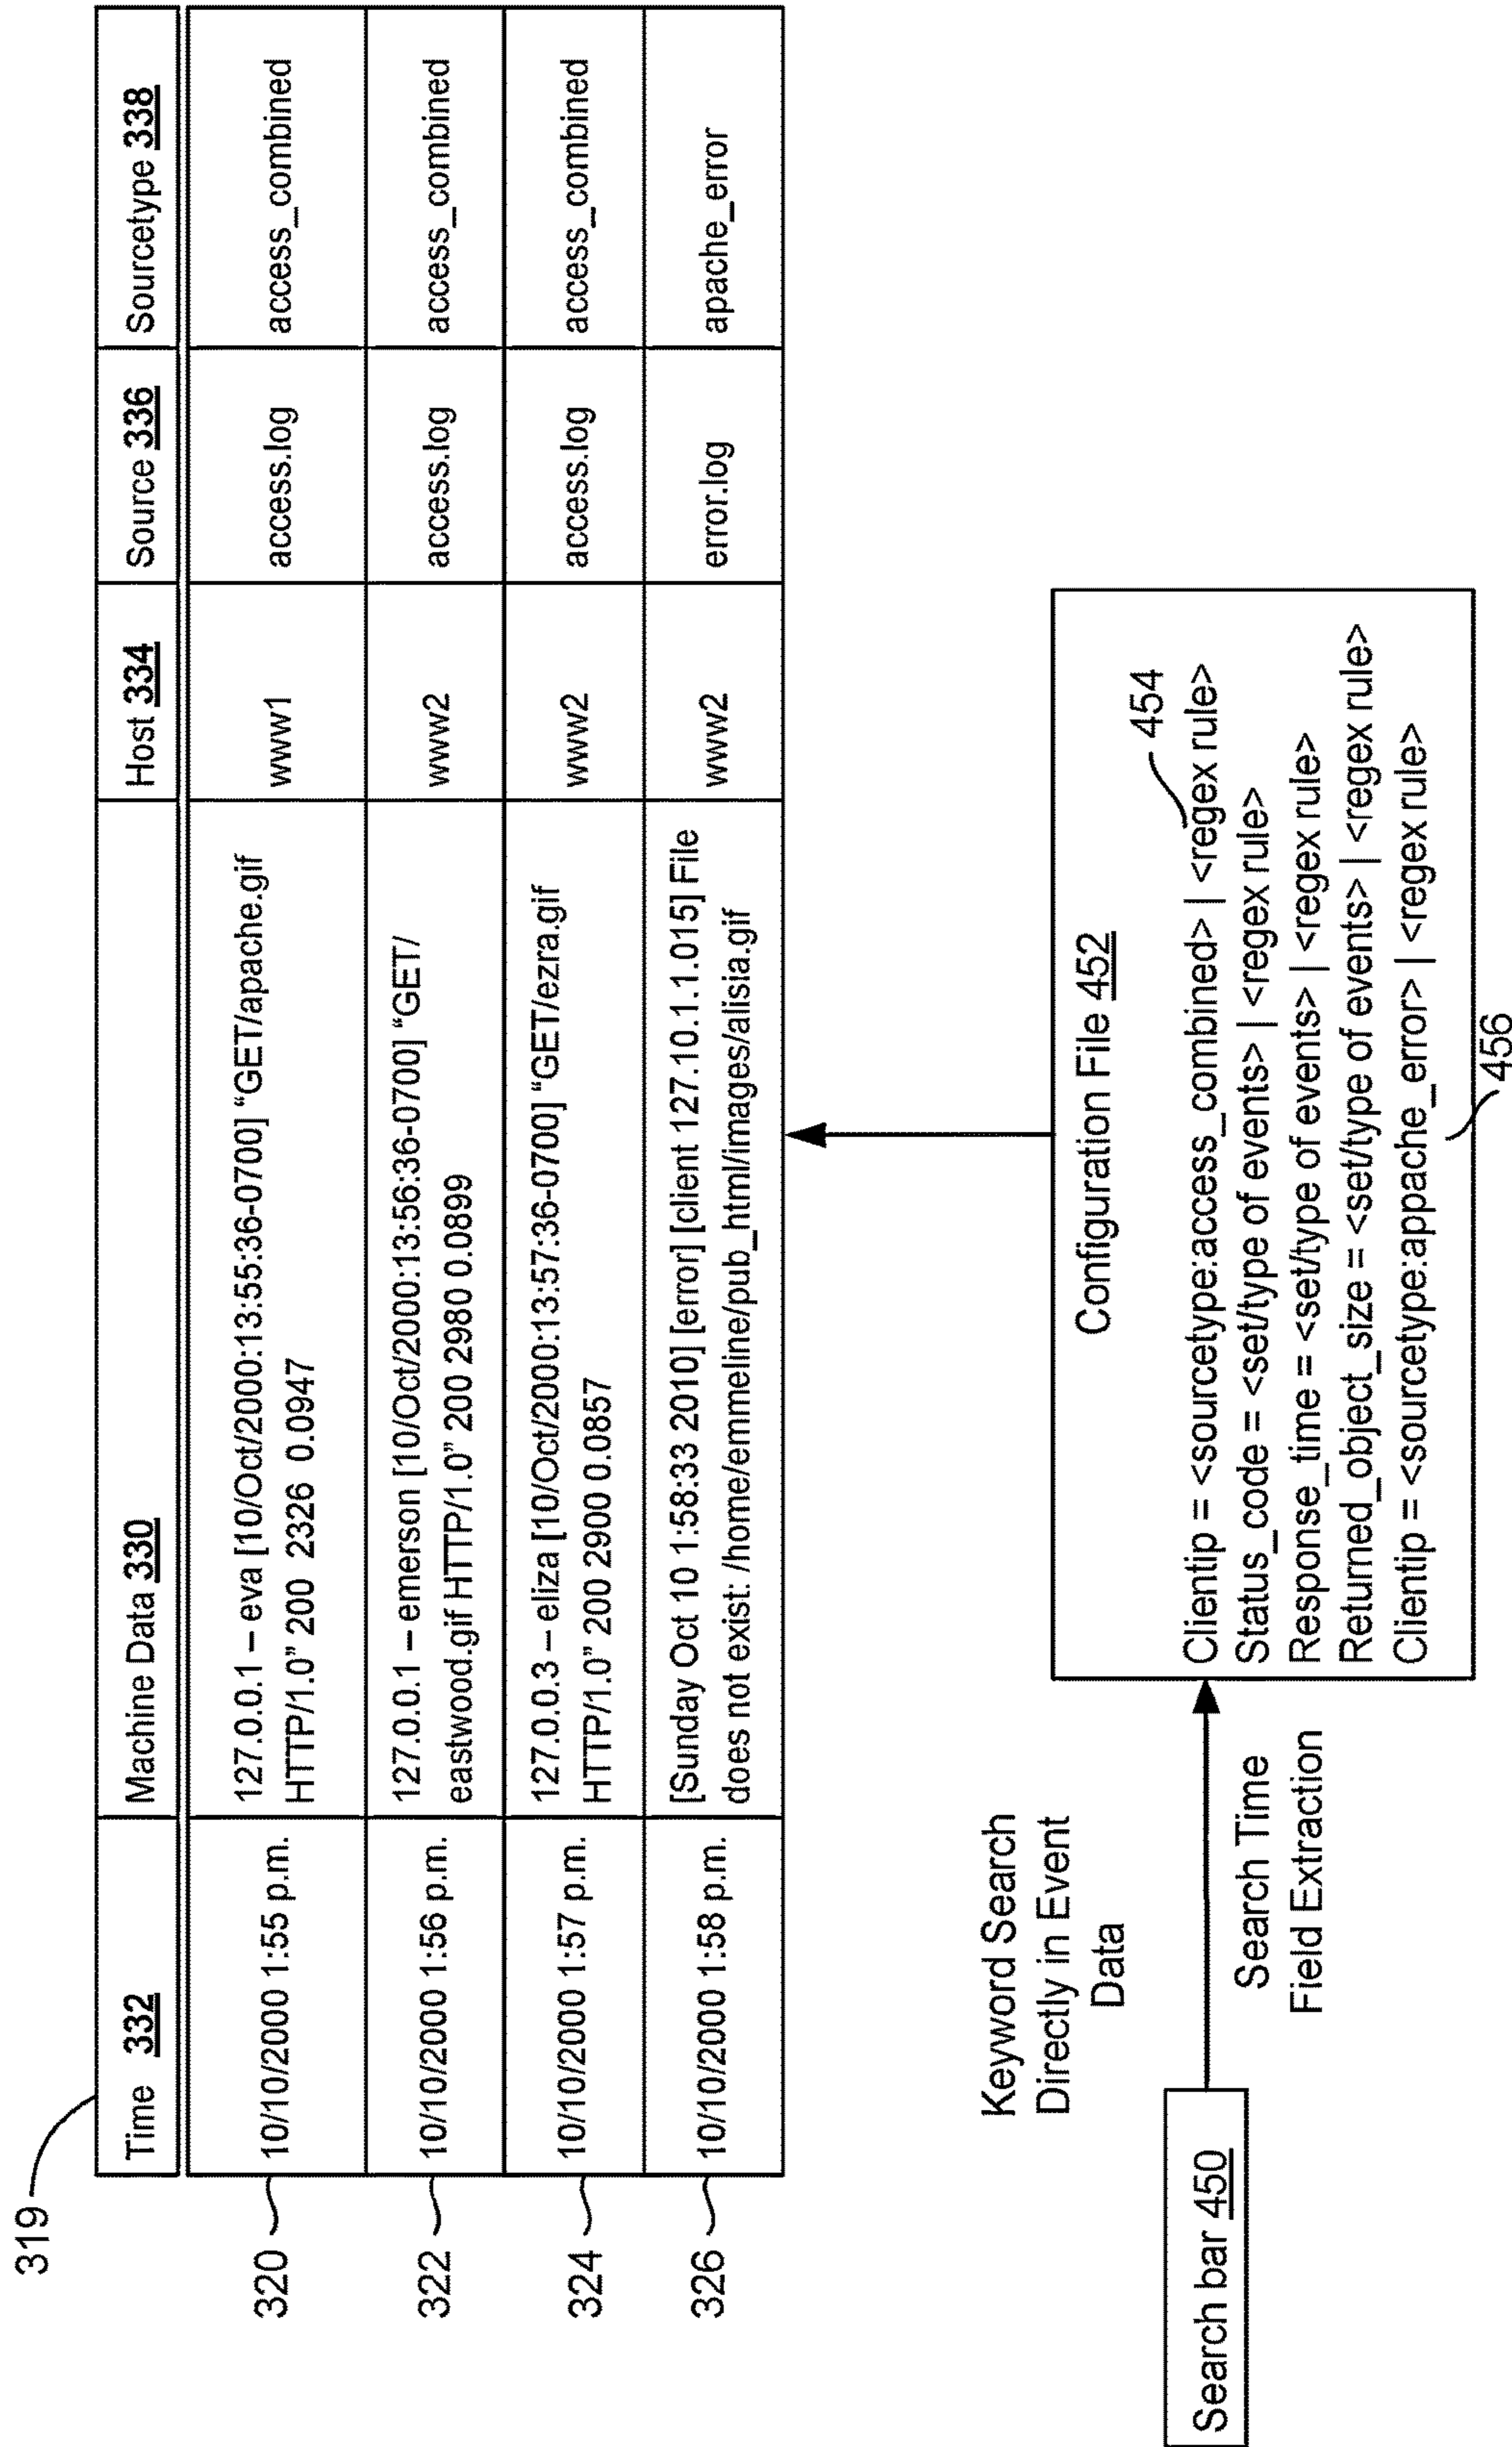 319
Time 332
Machine Data 330
Host 334
Source 336
Sourcetype 338
320
10/10/2000 1:55 p.m.
127.0.0.1 – eva [10/Oct/2000:13:55:36-0700] “GET/apache.gif
HTTP/1.0” 200 2326 0.0947
www1
access.log
access_combined
322
10/10/2000 1:56 p.m.
127.0.0.1 – emerson [10/Oct/2000:13:56:36-0700] “GET/
eastwood.gif HTTP/1.0” 200 2980 0.0899
www2
access.log
access_combined
324
10/10/2000 1:57 p.m.
127.0.0.3 – eliza [10/Oct/2000:13:57:36-0700] “GET/ezra.gif
HTTP/1.0” 200 2900 0.0857
www2
access.log
access_combined
326
10/10/2000 1:58 p.m.
[Sunday Oct 10 1:58:33 2010] [error] [client 127.10.1.1.015] File
does not exist: /home/emmeline/pub_html/images/alisia.gif
www2
error.log
apache_error
Keyword Search
Directly in Event
Data
Search bar 450
Search Time
Field Extraction
Configuration File 452
454
Clientip = <sourcetype:access_combined> | <regex rule>
Status_code = <set/type of events> | <regex rule>
Response_time = <set/type of events> | <regex rule>
Returned_object_size = <set/type of events> | <regex rule>
Clientip = <sourcetype:appache_error> | <regex rule>
456